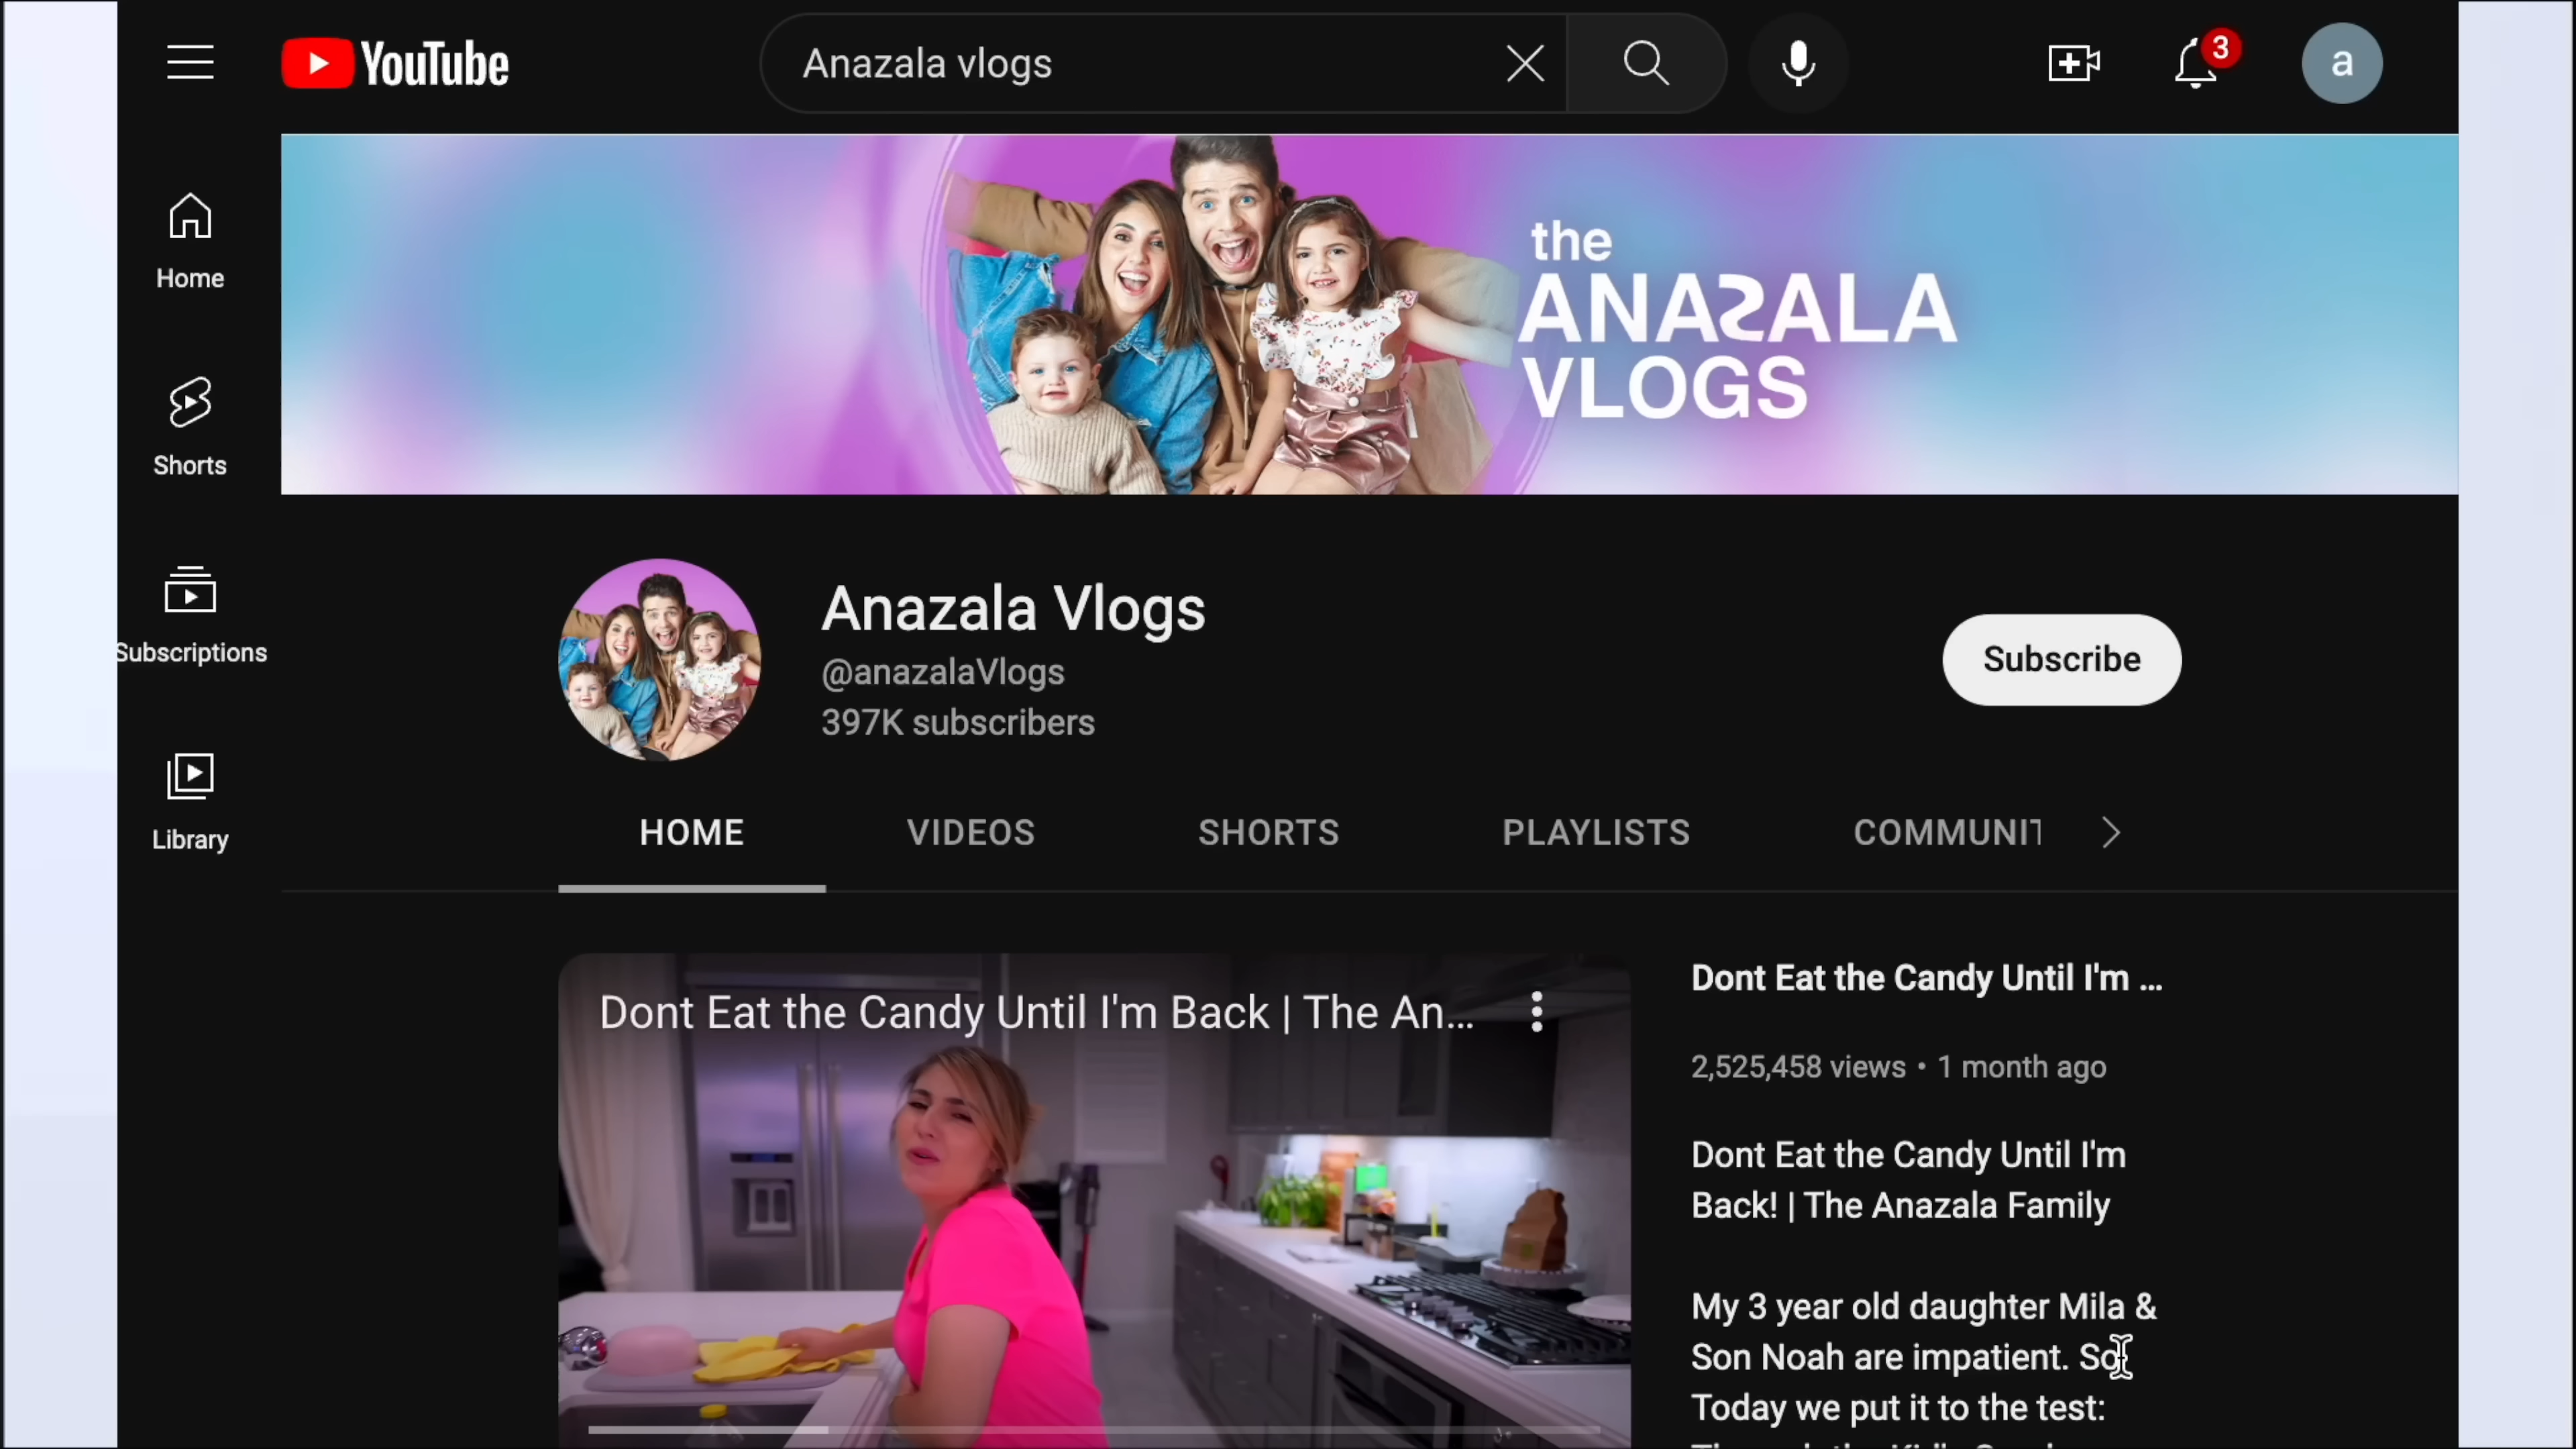 YouTube
Anazala vlogs
3
a
Home
Shorts
Subscriptions
Library
the
ANAZALA
VLOGS
Anazala Vlogs
@anazalaVlogs
397K subscribers
Subscribe
HOME VIDEOS SHORTS PLAYLISTS COMMUNIT
Dont Eat the Candy Until I'm Back | The An...
Dont Eat the Candy Until I'm ...
2,525,458 views • 1 month ago
Dont Eat the Candy Until I'm
Back! | The Anazala Family
My 3 year old daughter Mila &
Son Noah are impatient. So
Today we put it to the test: